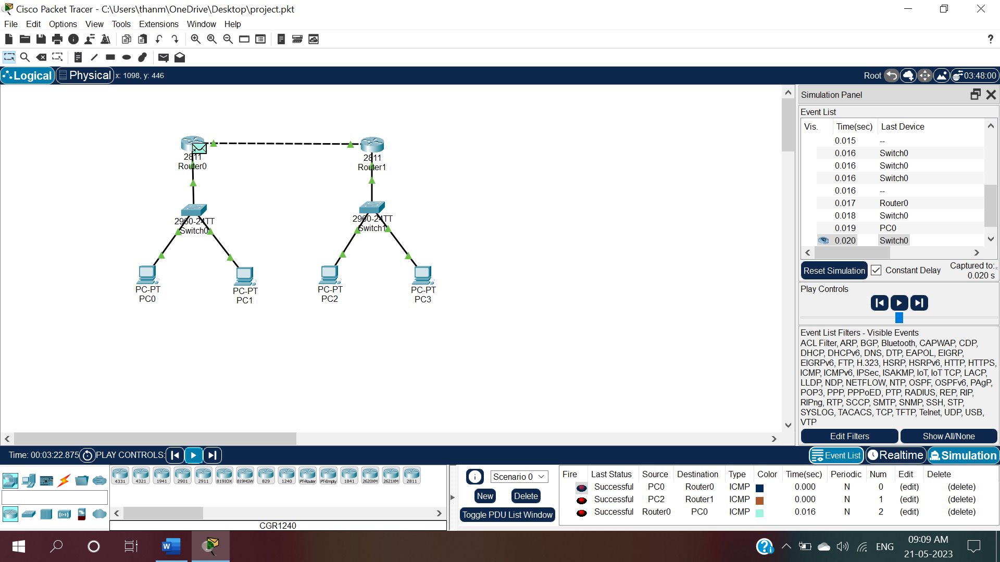 Cisco Packet Tracer - C:\Users\thanm\OneDrive\Desktop\project.pkt
File Edit Options View Tools Extensions Window Help
?
Logical Physical x: 1098, y: 446 Root 03:48:00
2811
Router0
2811
Router1
2960-24TT
Switch0
2960-24TT
Switch1
PC-PT
PC0
PC-PT
PC1
PC-PT
PC2
PC-PT
PC3
Simulation Panel
Event List
Vis. Time(sec) Last Device
0.015 --
0.016 Switch0
0.016 Switch0
0.016 Switch0
0.016 --
0.017 Router0
0.018 Switch0
0.019 PC0
0.020 Switch0
Reset Simulation Constant Delay Captured to:*
0.020 s
Play Controls
Event List Filters - Visible Events
ACL Filter, ARP, BGP, Bluetooth, CAPWAP, CDP,
DHCP, DHCPv6, DNS, DTP, EAPOL, EIGRP,
EIGRPv6, FTP, H.323, HSRP, HSRPv6, HTTP, HTTPS,
ICMP, ICMPv6, IPSec, ISAKMP, IoT, IoT TCP, LACP,
LLDP, NDP, NETFLOW, NTP, OSPF, OSPFv6, PAgP,
POP3, PPP, PPPoED, PTP, RADIUS, REP, RIP,
RIPng, RTP, SCCP, SMTP, SNMP, SSH, STP,
SYSLOG, TACACS, TCP, TFTP, Telnet, UDP, USB,
VTP
Edit Filters Show All/None
Time: 00:03:22.875 PLAY CONTROLS: Event List Realtime Simulation
4331 4321 1941 2901 2911 819IOX 819HGW 829 1240 PT-Router PT-Empty 1841 2620XM 2621XM 2811
CGR1240
Scenario 0
New Delete
Toggle PDU List Window
Fire Last Status Source Destination Type Color Time(sec) Periodic Num Edit Delete
Successful PC0 Router0 ICMP 0.000 N 0 (edit) (delete)
Successful PC2 Router1 ICMP 0.000 N 1 (edit) (delete)
Successful Router0 PC0 ICMP 0.016 N 2 (edit) (delete)
ENG
09:09 AM
21-05-2023